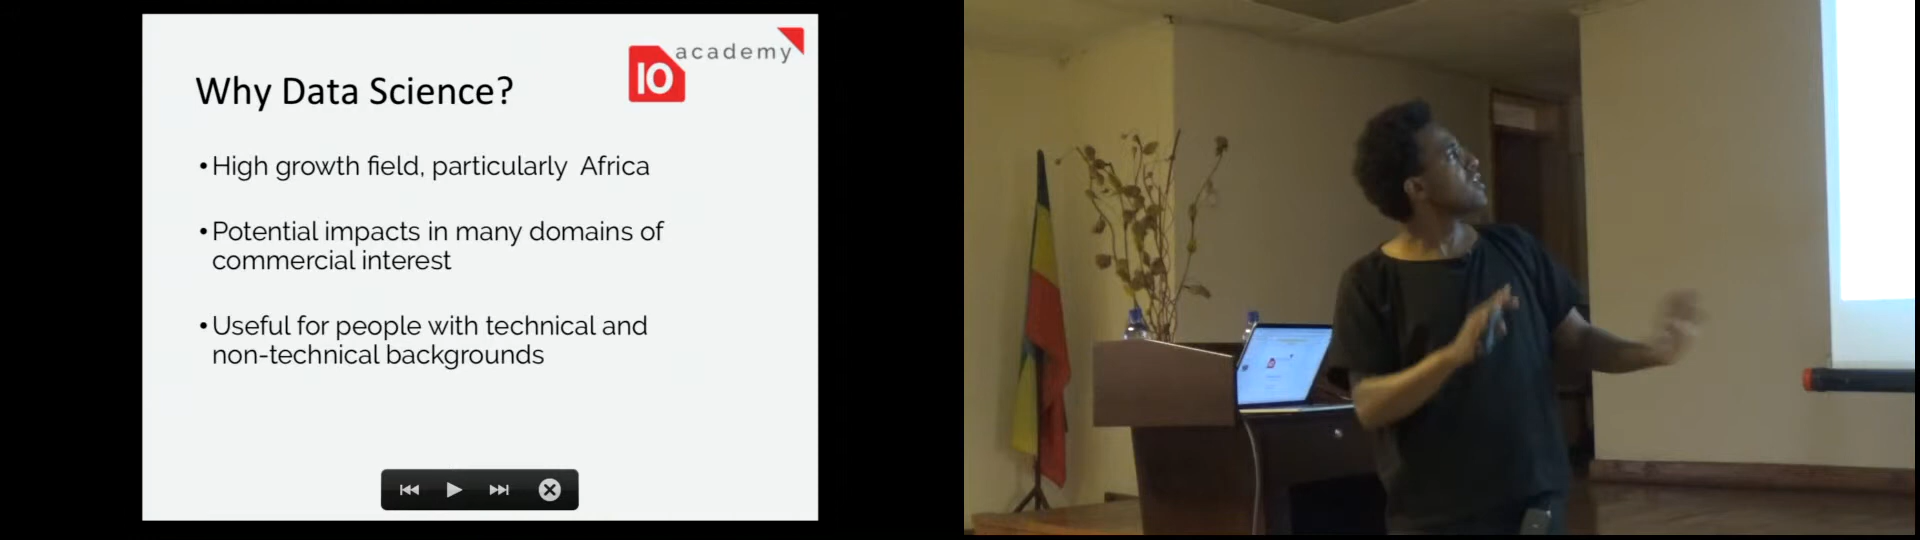 10 academy
Why Data Science?
• High growth field, particularly  Africa
• Potential impacts in many domains of
commercial interest
• Useful for people with technical and
non-technical backgrounds